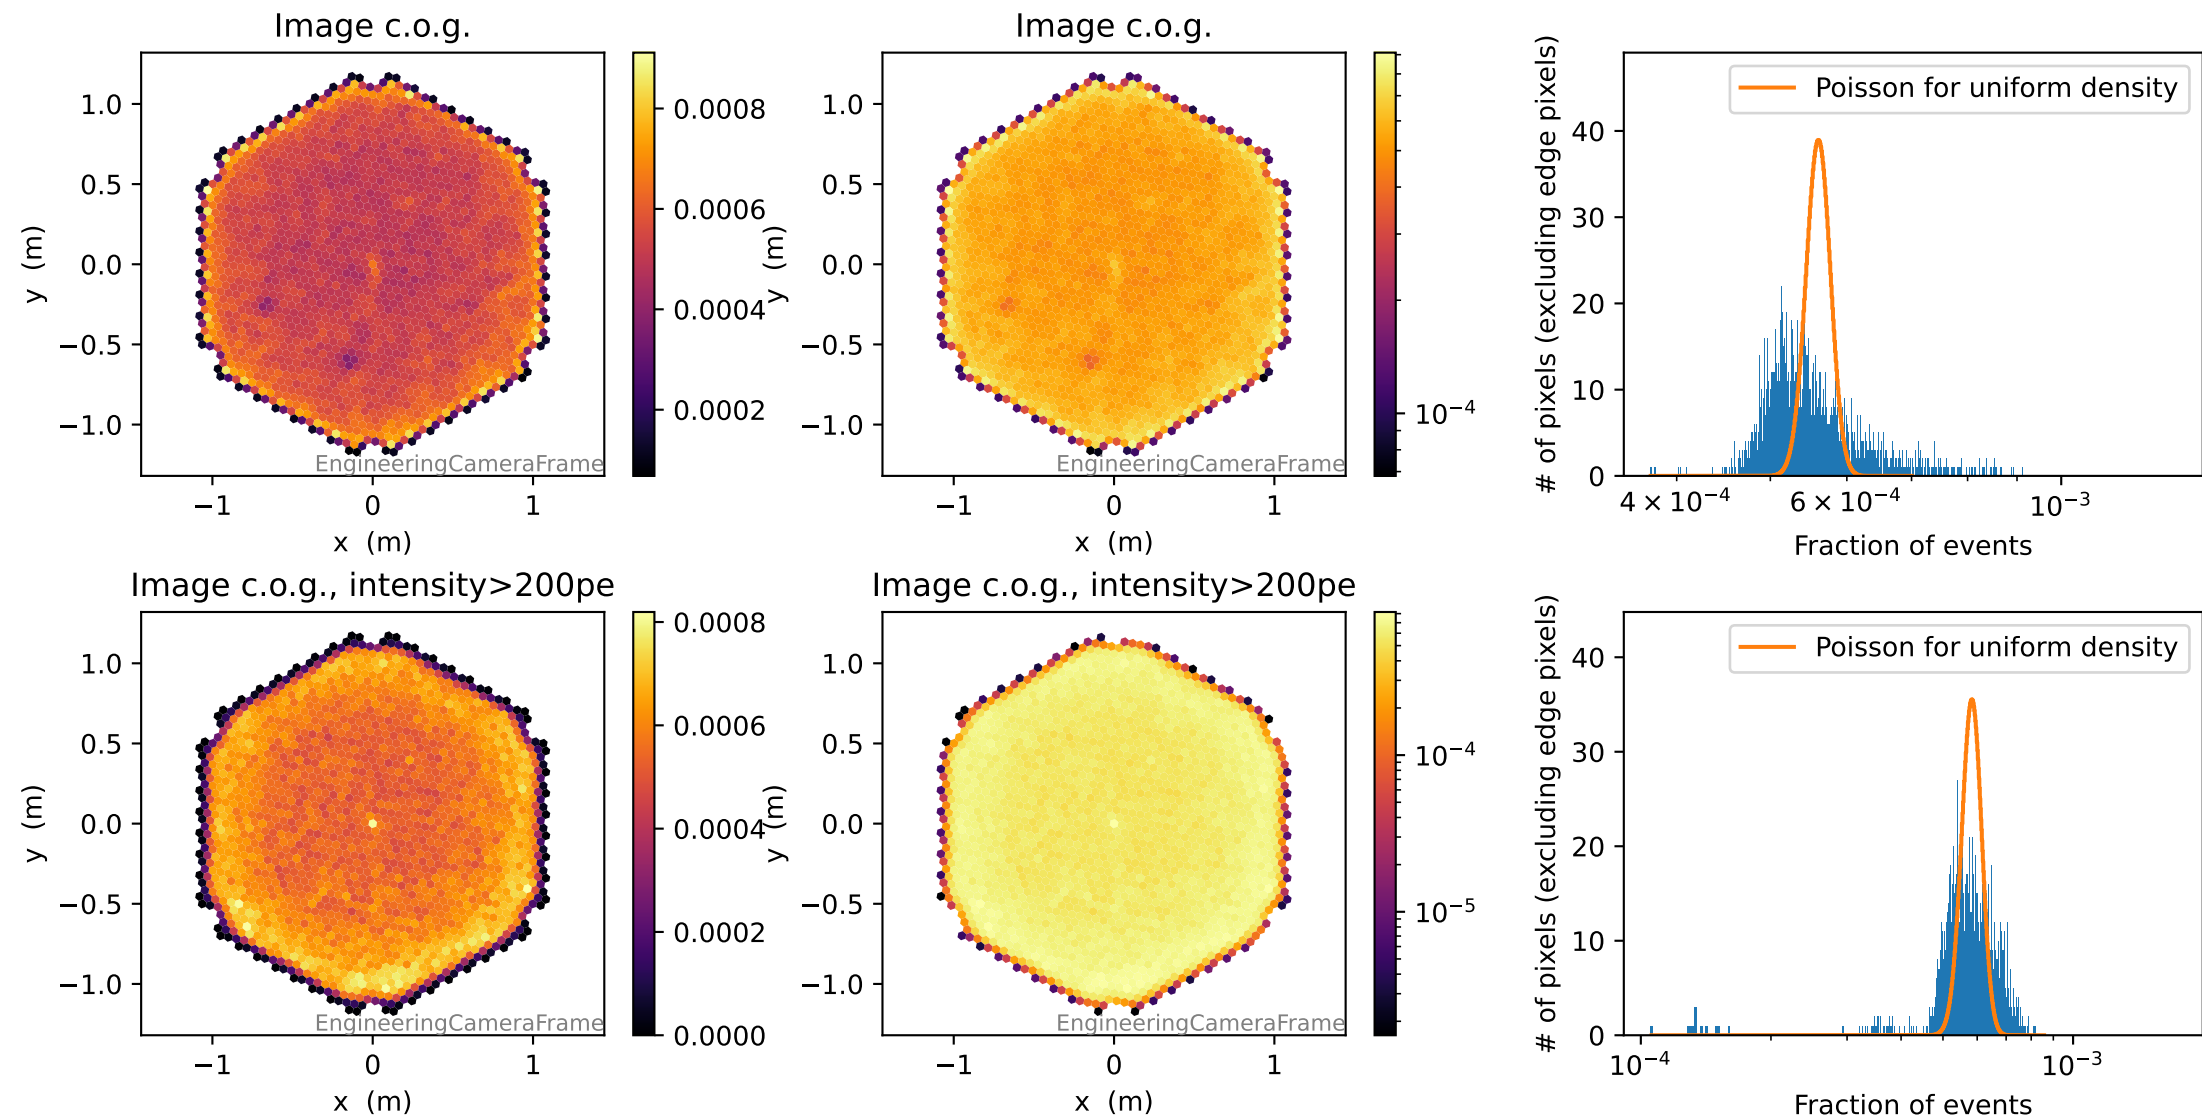 Image c.o.g.
1.0
0.5
0.0
−0.5
−1.0
y (m)
−1 0 1
x (m)
EngineeringCameraFrame
0.0008
0.0006
0.0004
0.0002
Image c.o.g.
1.0
0.5
0.0
−0.5
−1.0
y (m)
−1 0 1
x (m)
EngineeringCameraFrame
10⁻⁴
# of pixels (excluding edge pixels)
40
30
20
10
0
Poisson for uniform density
4 × 10⁻⁴ 6 × 10⁻⁴ 10⁻³
Fraction of events
Image c.o.g., intensity>200pe
1.0
0.5
0.0
−0.5
−1.0
y (m)
−1 0 1
x (m)
EngineeringCameraFrame
0.0008
0.0006
0.0004
0.0002
0.0000
Image c.o.g., intensity>200pe
1.0
0.5
0.0
−0.5
−1.0
y (m)
−1 0 1
x (m)
EngineeringCameraFrame
10⁻⁴
10⁻⁵
# of pixels (excluding edge pixels)
40
30
20
10
0
Poisson for uniform density
10⁻⁴ 10⁻³
Fraction of events